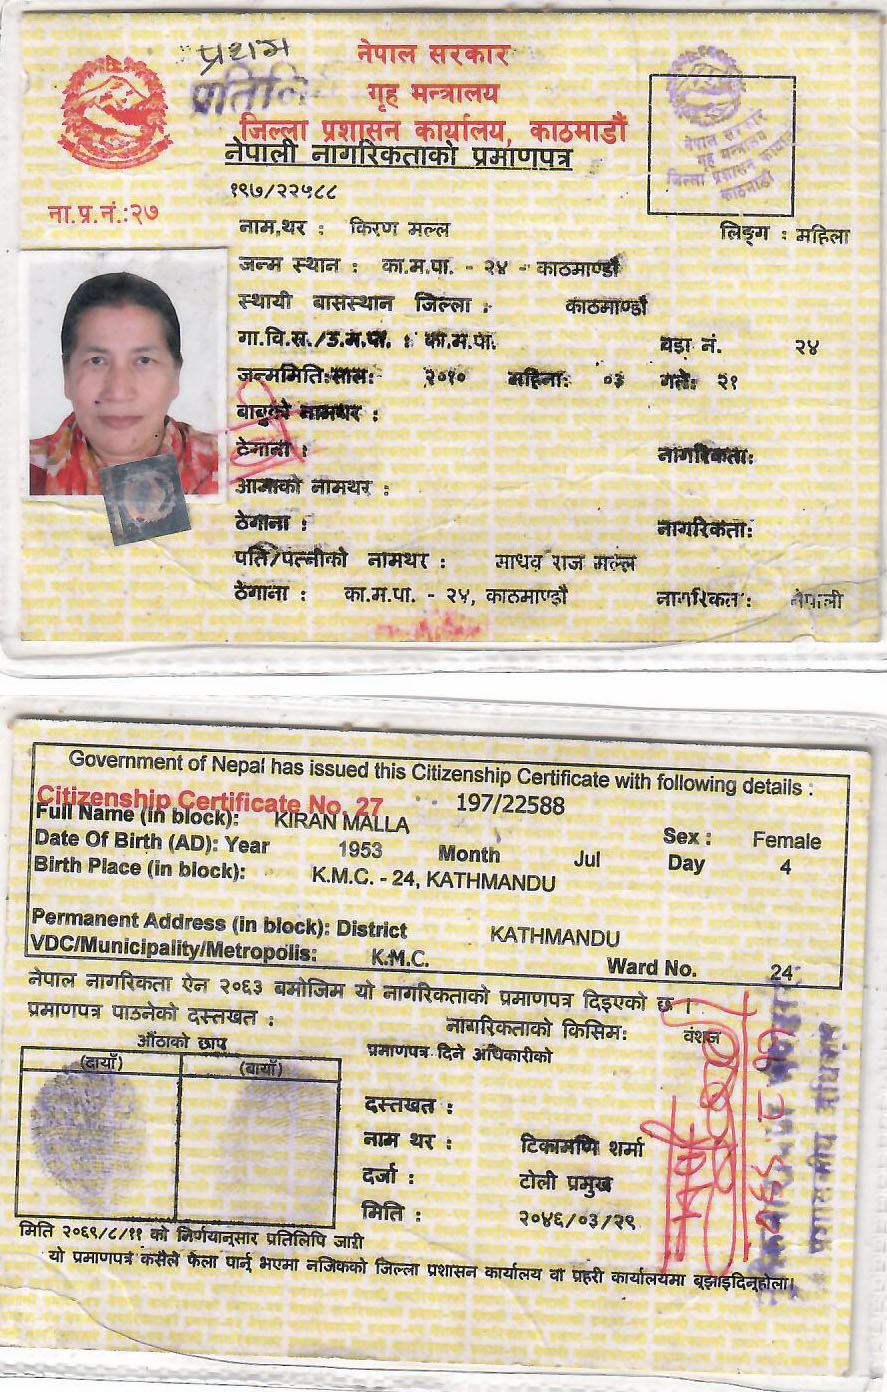 प्रथम
प्रतिलि
नेपाल सरकार
गृह मन्त्रालय
जिल्ला प्रशासन कार्यालय, काठमाडौं
नेपाली नागरिकताको प्रमाणपत्र
नेपाल सरकार
गृह मन्त्रालय
जिल्ला प्रशासन कार्यालय
काठमाडौं
ना.प्र.नं.:२७
१९७/२२५८८
नाम,थर : किरण मल्ल लिङ्ग : महिला
जन्म स्थान : का.म.पा. - २४ - काठमाण्डौ
स्थायी बासस्थान जिल्ला : काठमाण्डौ
गा.वि.स./उ.म.पा. : का.म.पा. वडा नं. २४
जन्ममिति:साल: २०१० महिना: ०३ गते: २१
बाबुको नामथर :
ठेगाना : नागरिकता:
आमाको नामथर :
ठेगाना : नागरिकता:
पति/पत्नीको नामथर : माधव राज मल्ल
ठेगाना : का.म.पा. - २४, काठमाण्डौ नागरिकता: नेपाली
Government of Nepal has issued this Citizenship Certificate with following details :
Citizenship Certificate No. 27 197/22588
Full Name (in block): KIRAN MALLA Sex : Female
Date Of Birth (AD): Year 1953 Month Jul Day 4
Birth Place (in block): K.M.C. - 24, KATHMANDU
Permanent Address (in block): District KATHMANDU
VDC/Municipality/Metropolis: K.M.C. Ward No. 24
नेपाल नागरिकता ऐन २०६३ बमोजिम यो नागरिकताको प्रमाणपत्र दिइएको छ ।
प्रमाणपत्र पाउनेको दस्तखत : नागरिकताको किसिम: वंशज
औंठाको छाप प्रमाणपत्र दिने अधिकारीको
(दायाँ) (बायाँ)
दस्तखत :
नाम थर : टिकामणि शर्मा
दर्जा : टोली प्रमुख
मिति : २०४६/०३/२९
मिति २०६९/८/११ को निर्णयानुसार प्रतिलिपि जारी
यो प्रमाणपत्र कसैले फेला पार्नु भएमा नजिकको जिल्ला प्रशासन कार्यालय वा प्रहरी कार्यालयमा बुझाइदिनुहोला।